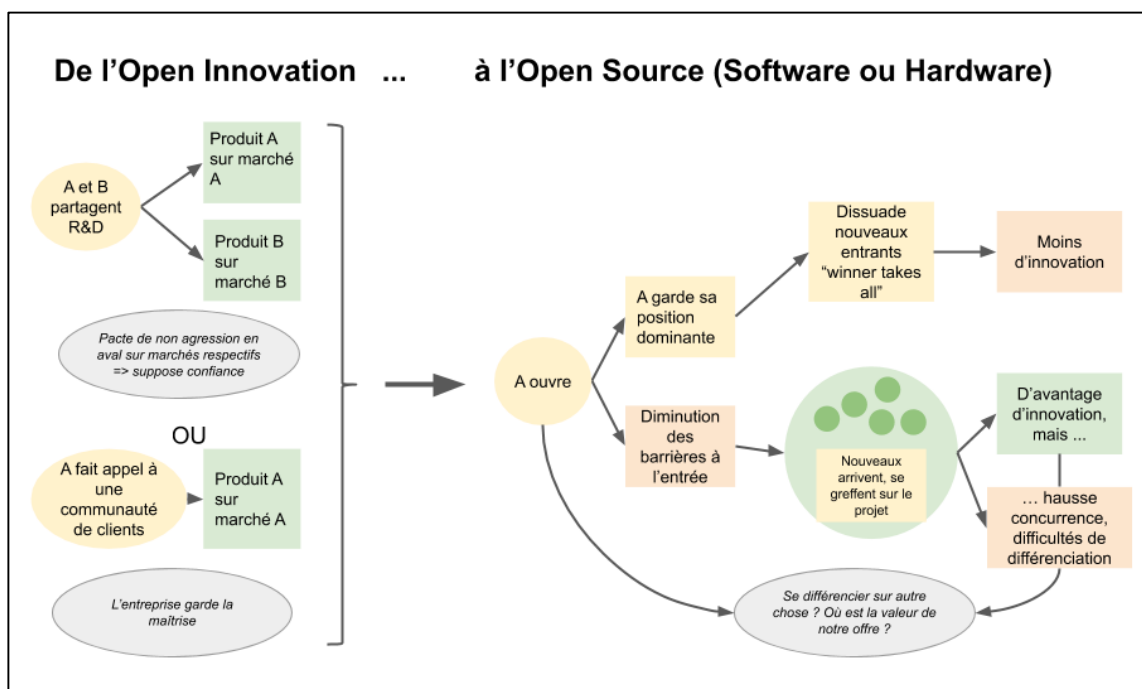 De l'Open Innovation ...
à l'Open Source (Software ou Hardware)
A et B
partagent
R&D
Produit A
sur marché
A
Produit B
sur
marché B
Pacte de non agression en
aval sur marchés respectifs
=> suppose confiance
OU
A fait appel à
une
communauté
de clients
Produit A
sur
marché A
L'entreprise garde la
maîtrise
A ouvre
A garde sa
position
dominante
Dissuade
nouveaux
entrants
“winner takes
all”
Moins
d'innovation
Diminution
des
barrières à
l'entrée
Nouveaux
arrivent, se
greffent sur le
projet
D'avantage
d'innovation,
mais ...
… hausse
concurrence,
difficultés de
différenciation
Se différencier sur autre
chose ? Où est la valeur de
notre offre ?